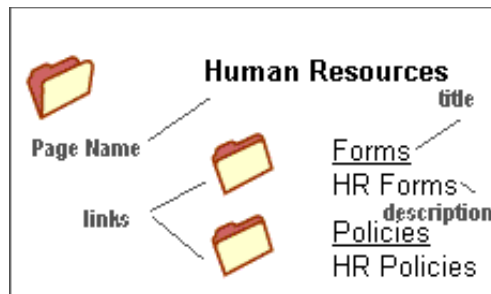 Human Resources
title
Page Name
Forms
HR Forms
links
description
Policies
HR Policies